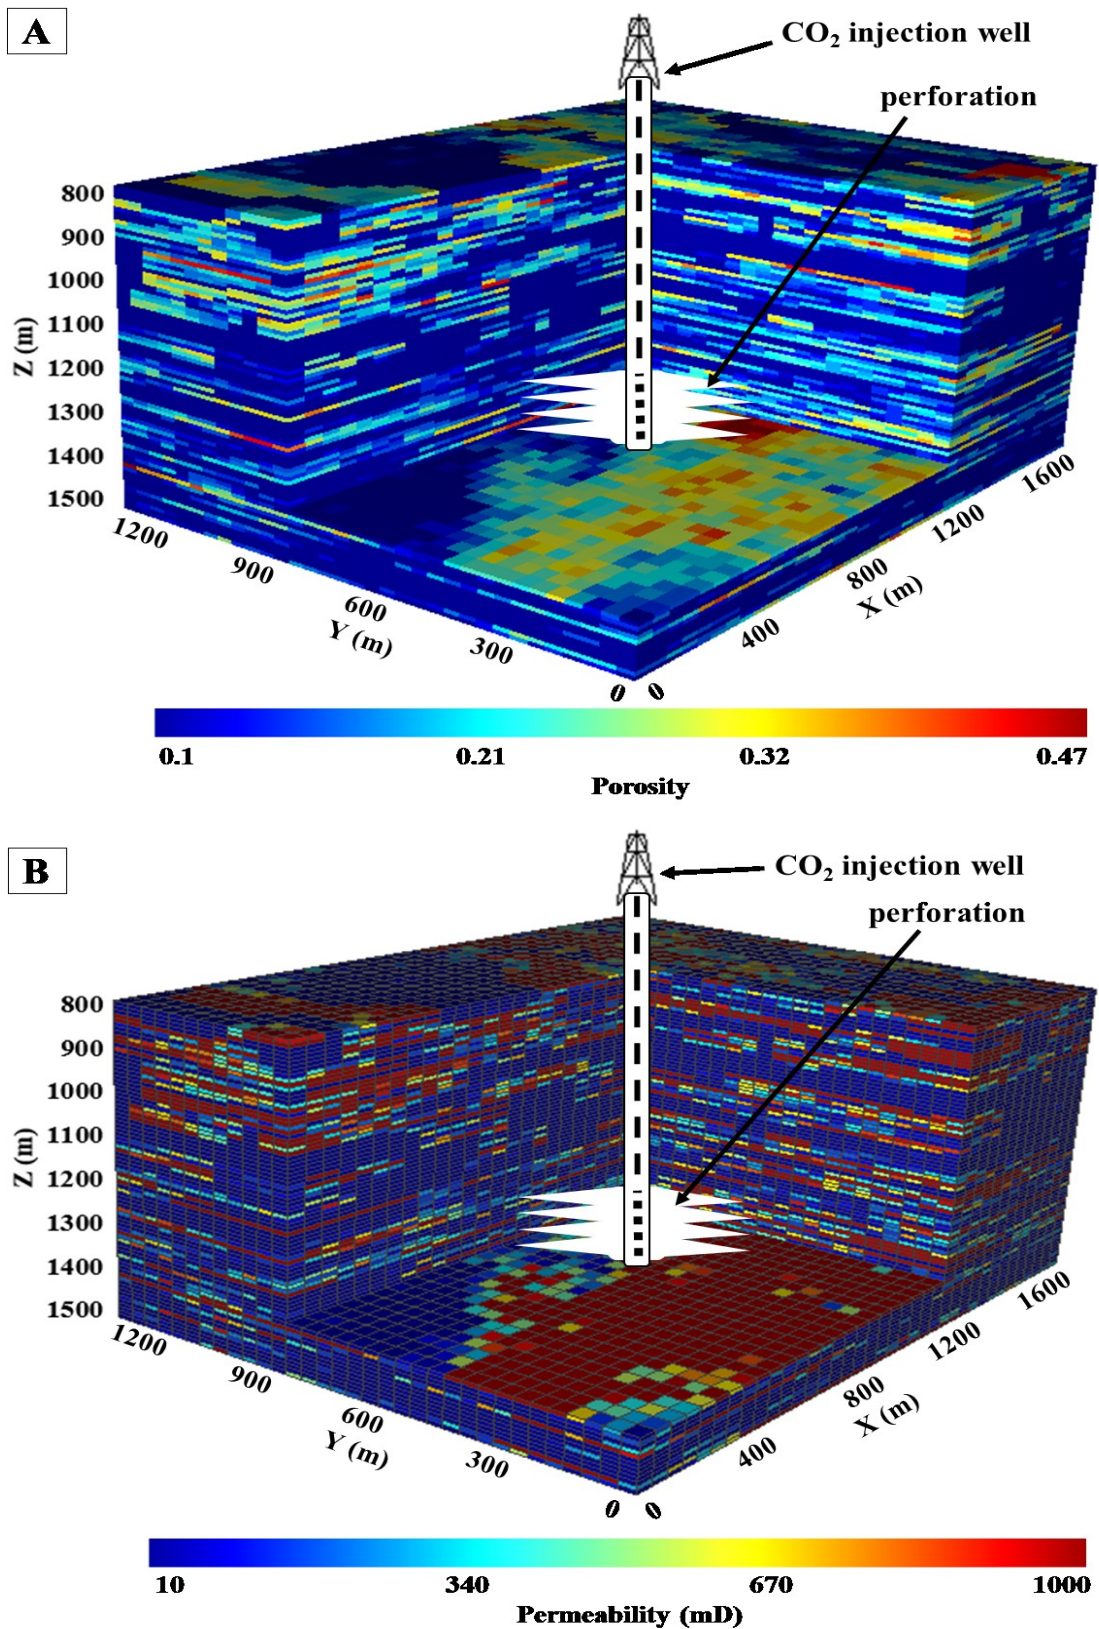 A
CO₂ injection well
perforation
800
900
1000
1100
1200
1300
1400
1500
Z (m)
1200
900
600
300
0
Y (m)
0
400
800
1200
1600
X (m)
0.1 0.21 0.32 0.47
Porosity
B
CO₂ injection well
perforation
800
900
1000
1100
1200
1300
1400
1500
Z (m)
1200
900
600
300
0
Y (m)
0
400
800
1200
1600
X (m)
10 340 670 1000
Permeability (mD)